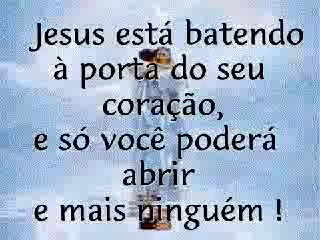 Jesus está batendo
à porta do seu
coração,
e só você poderá
abrir
e mais ninguém !